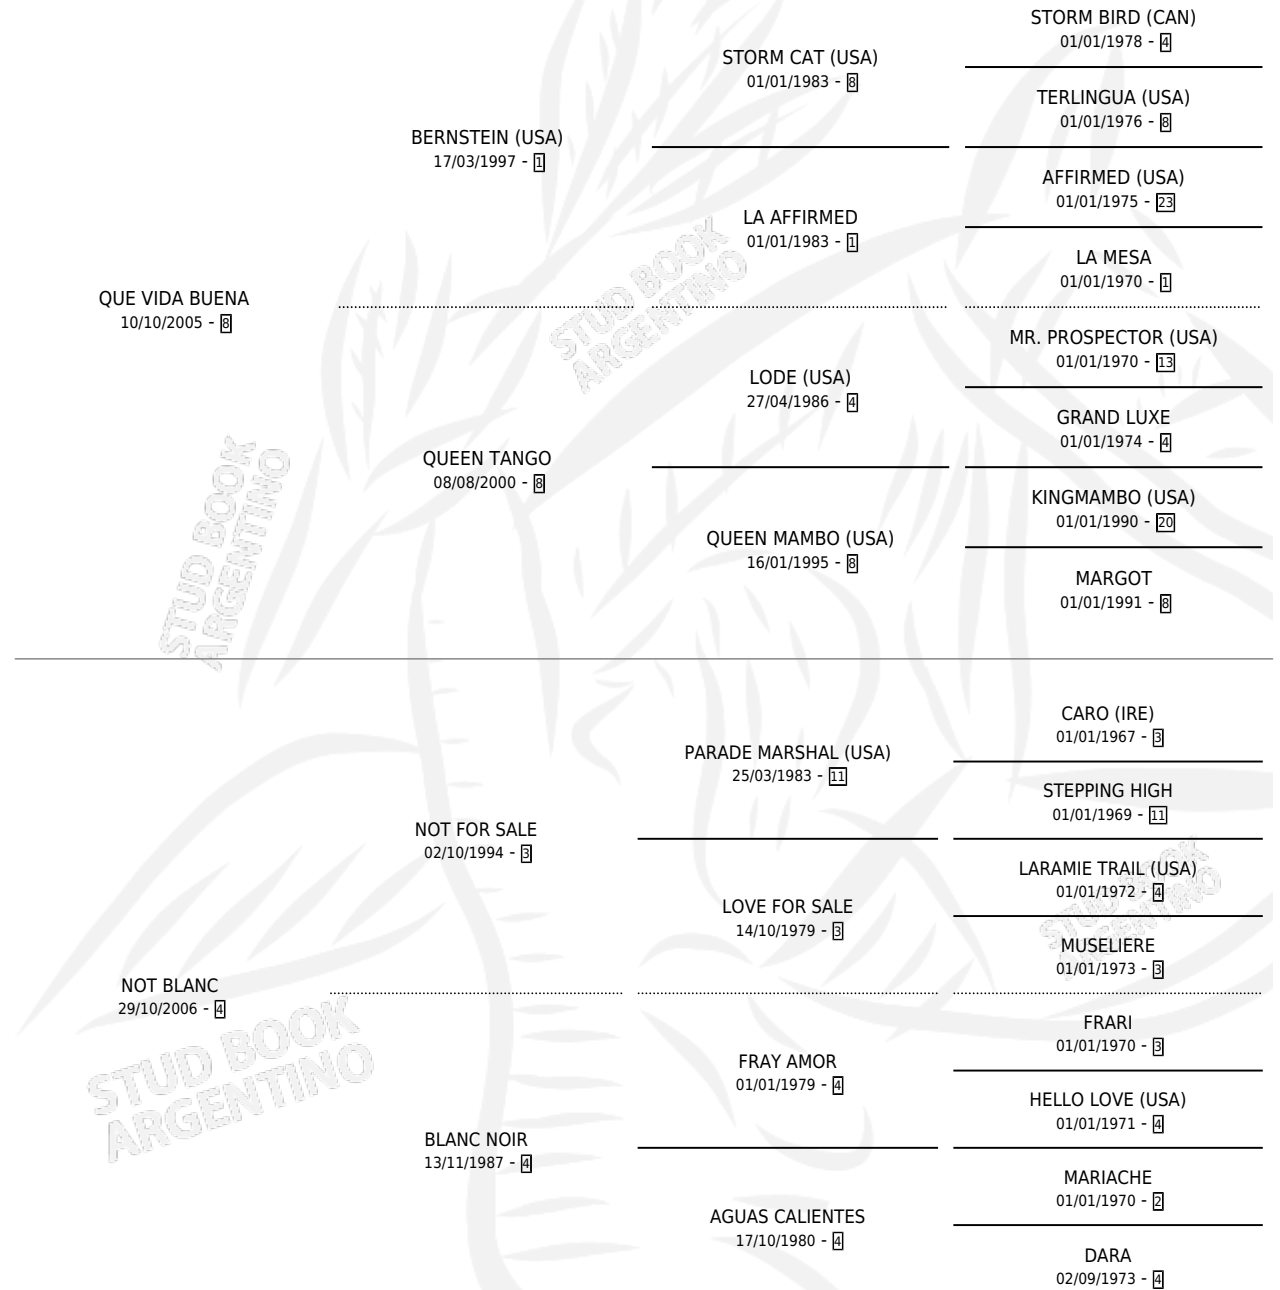 STORM BIRD (CAN)
01/01/1978 - 4
STORM CAT (USA)
01/01/1983 - 8
TERLINGUA (USA)
01/01/1976 - 8
BERNSTEIN (USA)
17/03/1997 - 1
AFFIRMED (USA)
01/01/1975 - 23
LA AFFIRMED
01/01/1983 - 1
LA MESA
01/01/1970 - 1
QUE VIDA BUENA
10/10/2005 - 8
MR. PROSPECTOR (USA)
01/01/1970 - 13
LODE (USA)
27/04/1986 - 4
GRAND LUXE
01/01/1974 - 4
QUEEN TANGO
08/08/2000 - 8
KINGMAMBO (USA)
01/01/1990 - 20
QUEEN MAMBO (USA)
16/01/1995 - 8
MARGOT
01/01/1991 - 8
STUD BOOK
ARGENTINO
STUD BOOK
ARGENTINO
CARO (IRE)
01/01/1967 - 3
PARADE MARSHAL (USA)
25/03/1983 - 11
STEPPING HIGH
01/01/1969 - 11
NOT FOR SALE
02/10/1994 - 3
LARAMIE TRAIL (USA)
01/01/1972 - 4
LOVE FOR SALE
14/10/1979 - 3
MUSELIERE
01/01/1973 - 3
STUD BOOK
ARGENTINO
NOT BLANC
29/10/2006 - 4
FRARI
01/01/1970 - 3
FRAY AMOR
01/01/1979 - 4
HELLO LOVE (USA)
01/01/1971 - 4
BLANC NOIR
13/11/1987 - 4
MARIACHE
01/01/1970 - 2
AGUAS CALIENTES
17/10/1980 - 4
DARA
02/09/1973 - 4
STUD BOOK
ARGENTINO